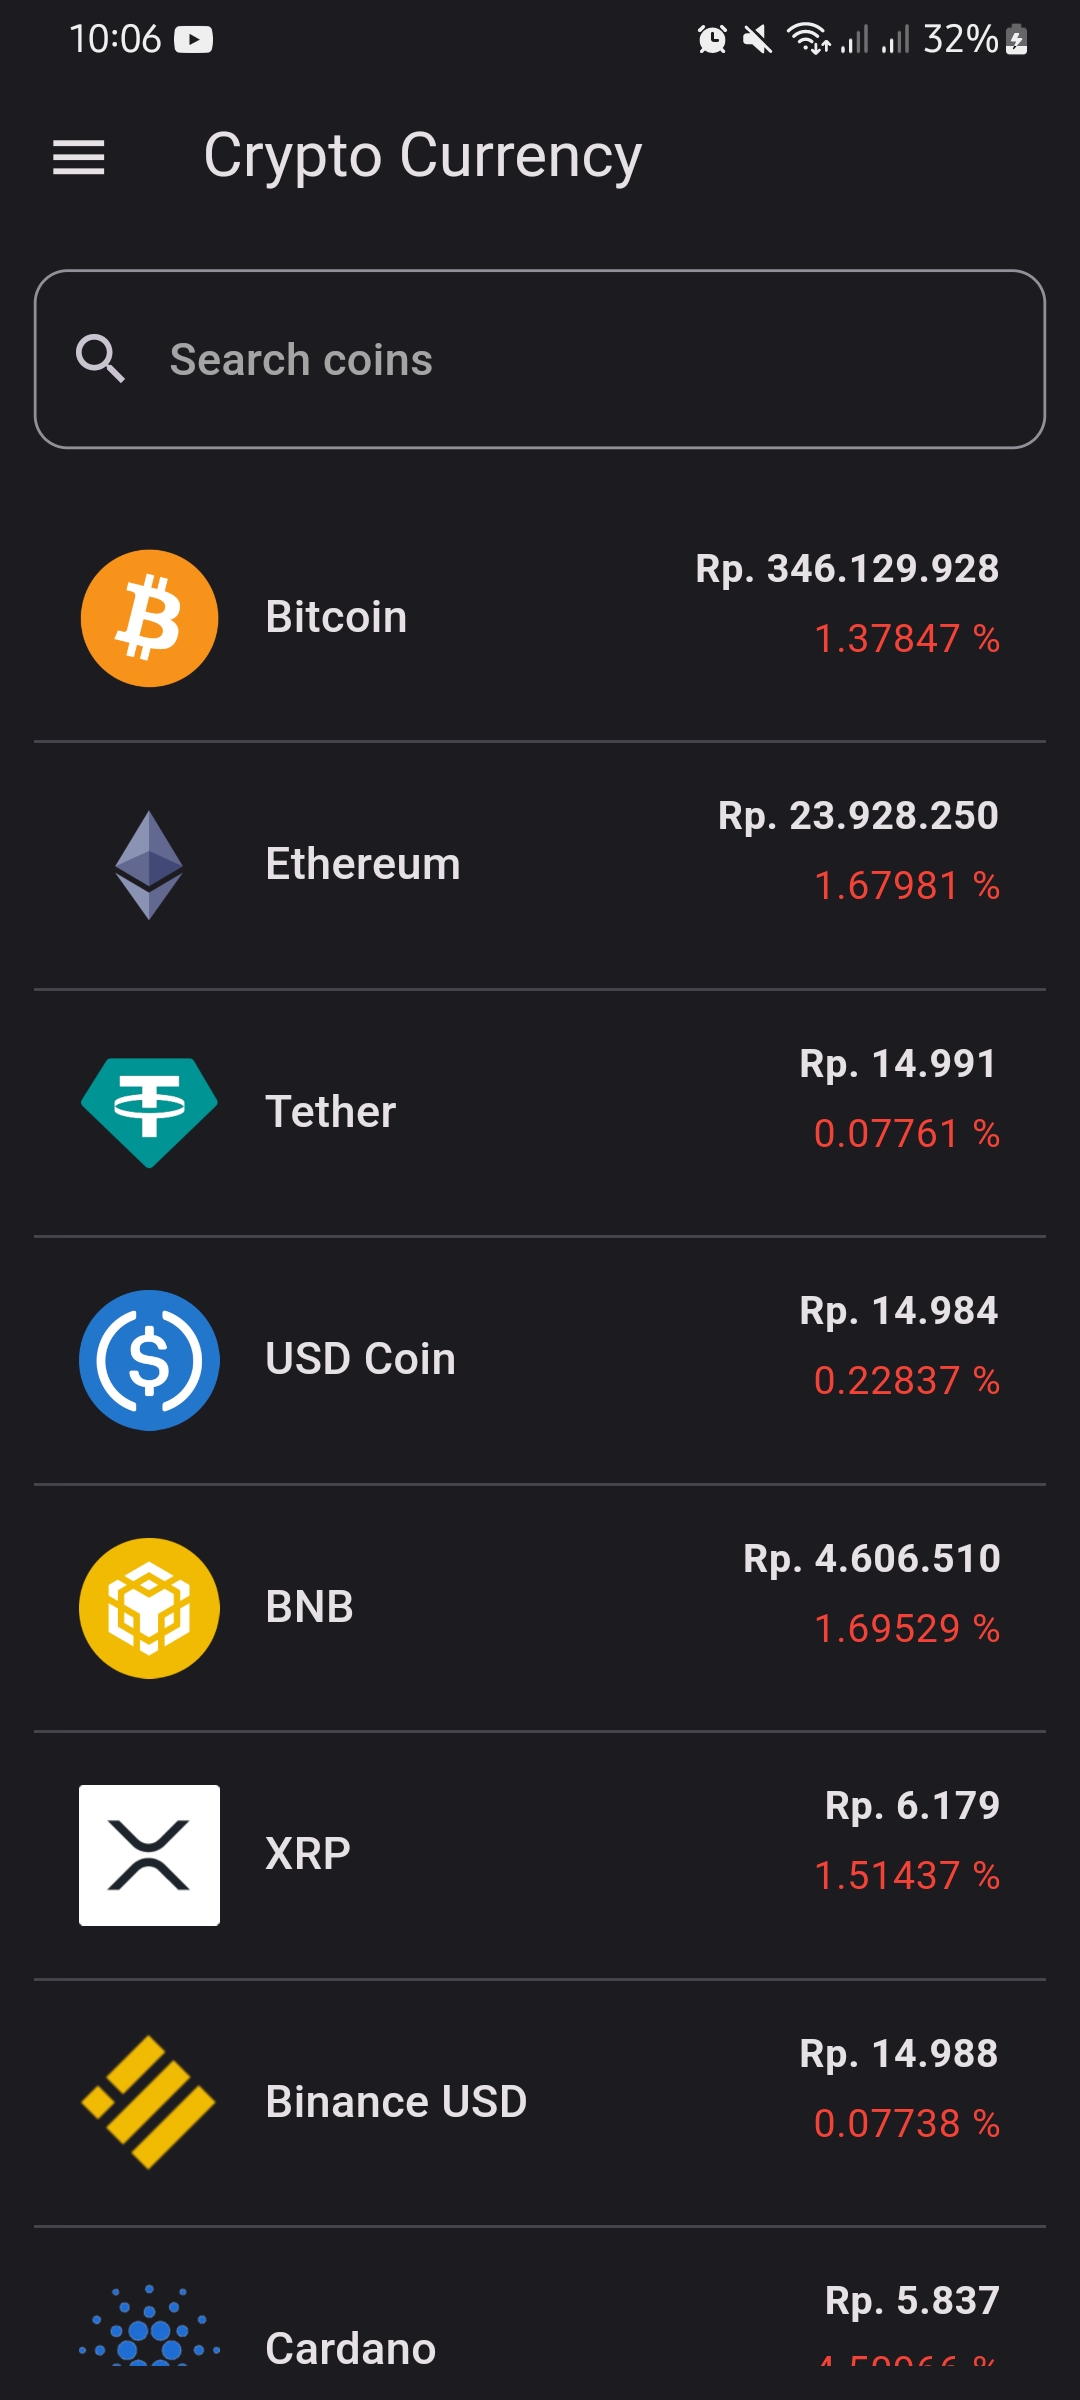 10:06
32%
Crypto Currency
Search coins
Rp. 346.129.928
Bitcoin
1.37847 %
Rp. 23.928.250
Ethereum
1.67981 %
Rp. 14.991
Tether
0.07761 %
Rp. 14.984
USD Coin
0.22837 %
Rp. 4.606.510
BNB
1.69529 %
Rp. 6.179
XRP
1.51437 %
Rp. 14.988
Binance USD
0.07738 %
Rp. 5.837
Cardano